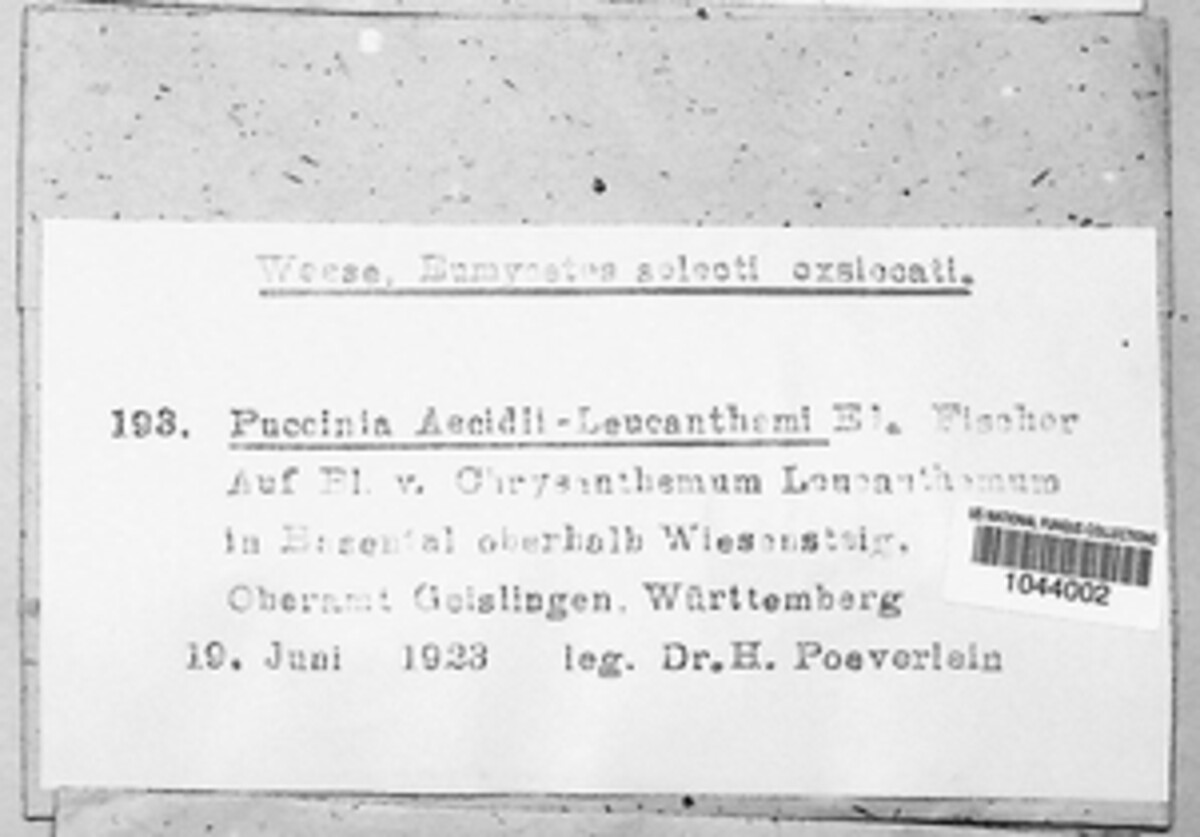 Weese, Eumycetes selecti exsiccati.
193. Puccinia Aecidii-Leucanthemi Ed. Fischer
Auf Bl. v. Chrysanthemum Leucanthemum
in Hasental oberhalb Wiesensteig.
Oberamt Geislingen. Württemberg
19. Juni 1923 leg. Dr.H. Poeverlein
US NATIONAL FUNGUS COLLECTIONS
1044002